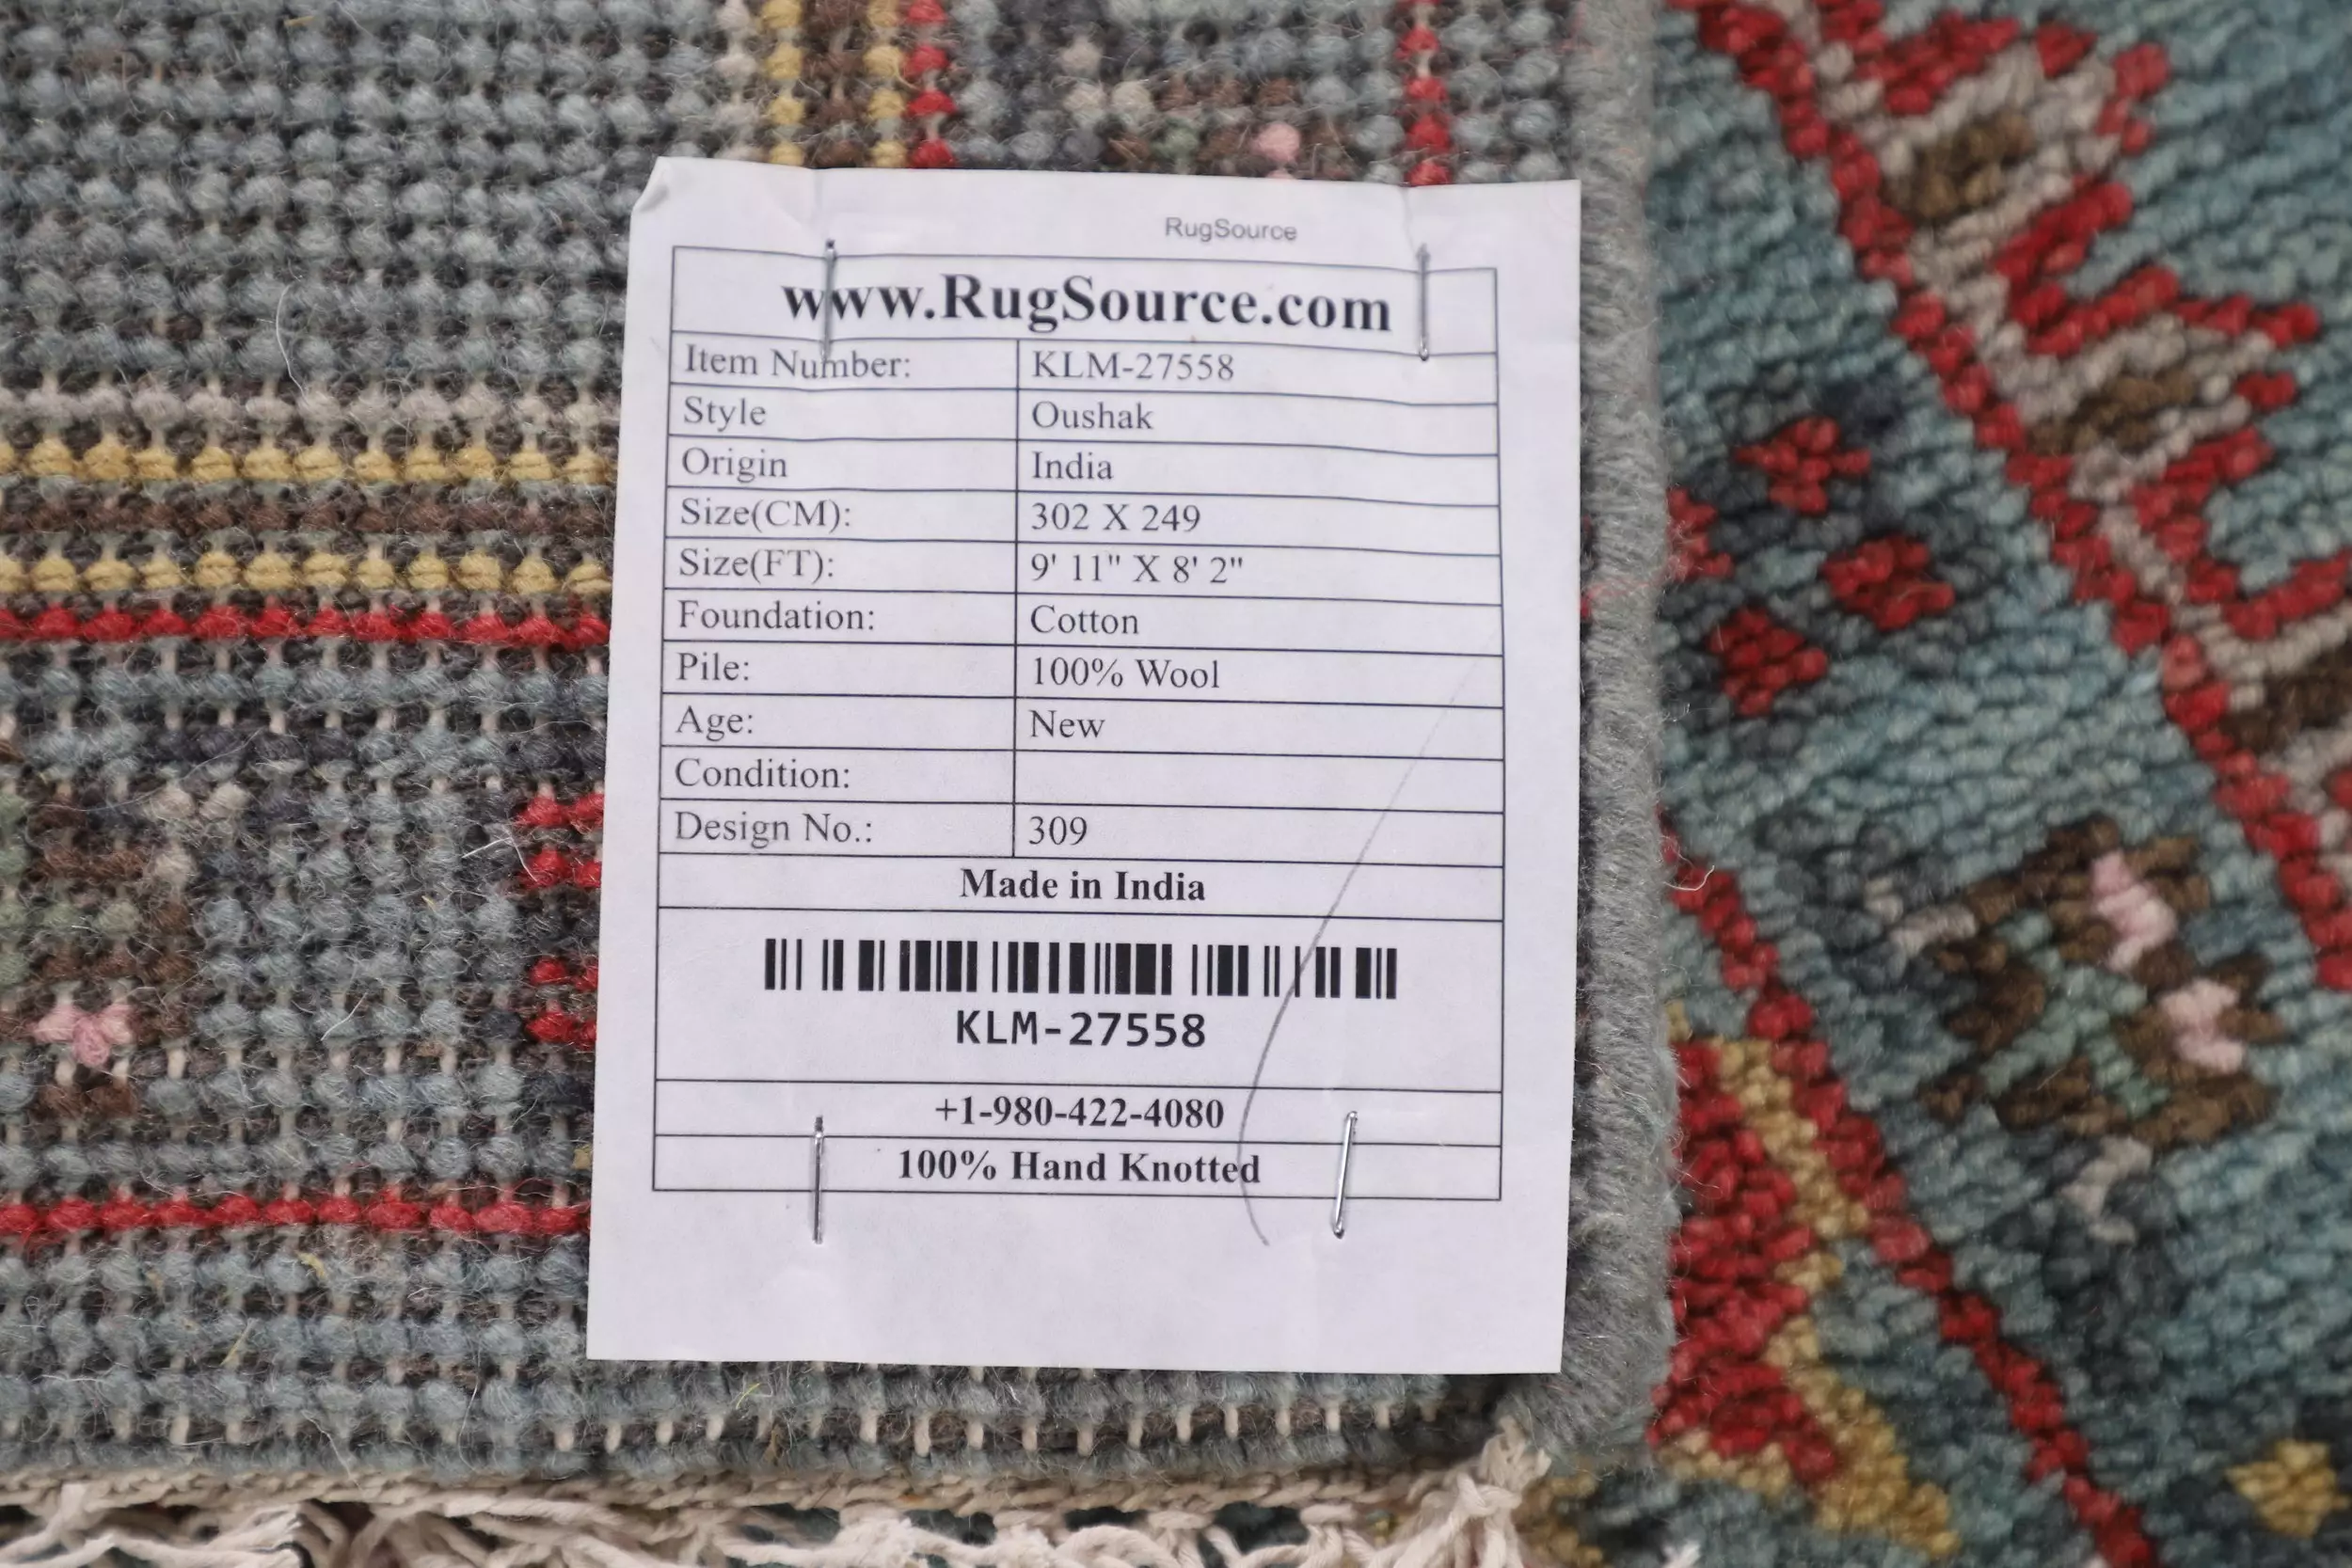 RugSource
www.RugSource.com
Item Number: KLM-27558
Style Oushak
Origin India
Size(CM): 302 X 249
Size(FT): 9' 11" X 8' 2"
Foundation: Cotton
Pile: 100% Wool
Age: New
Condition:
Design No.: 309
Made in India
KLM-27558
+1-980-422-4080
100% Hand Knotted